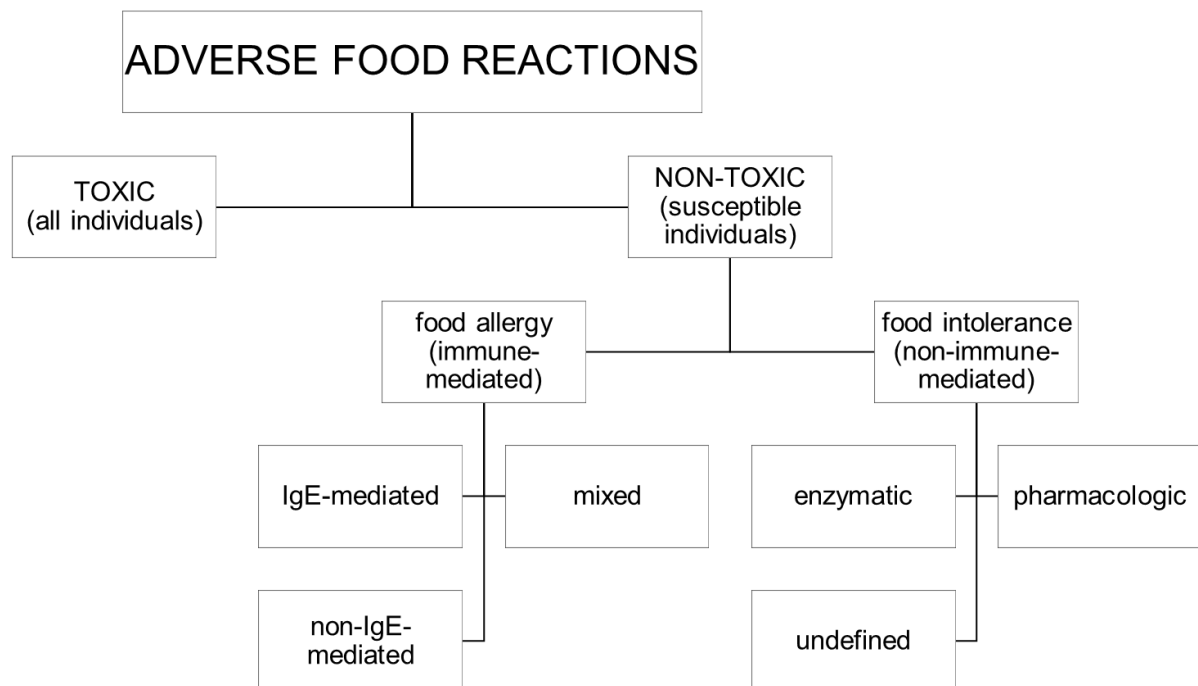 ADVERSE FOOD REACTIONS
TOXIC
(all individuals)
NON-TOXIC
(susceptible
individuals)
food allergy
(immune-
mediated)
food intolerance
(non-immune-
mediated)
IgE-mediated
mixed
enzymatic
pharmacologic
non-IgE-
mediated
undefined